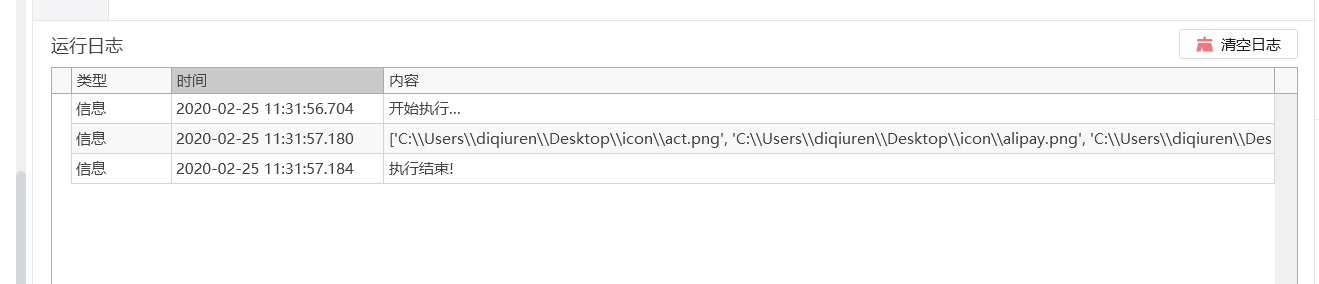 运行日志
清空日志
类型 时间 内容
信息 2020-02-25 11:31:56.704 开始执行...
信息 2020-02-25 11:31:57.180 ['C:\\Users\\diqiuren\\Desktop\\icon\\act.png', 'C:\\Users\\diqiuren\\Desktop\\icon\\alipay.png', 'C:\\Users\\diqiuren\\Des
信息 2020-02-25 11:31:57.184 执行结束!